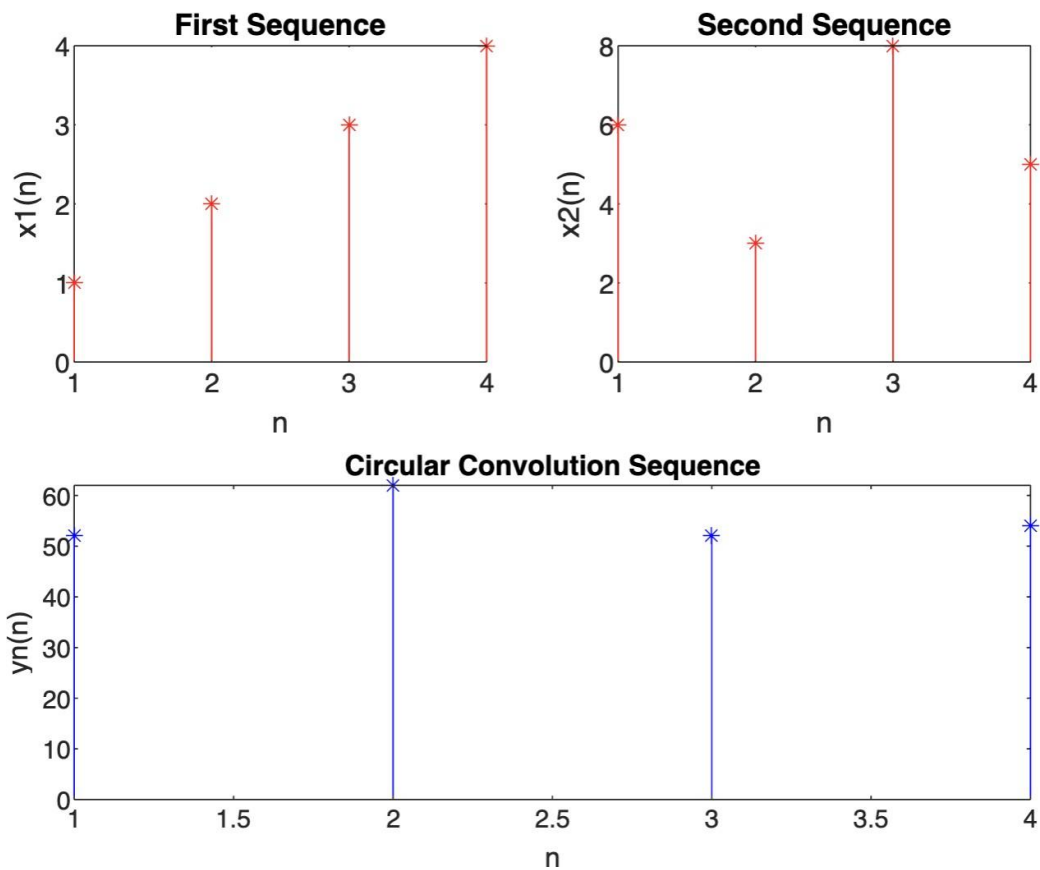 First Sequence
4
3
2
1
0
x1(n)
1 2 3 4
n
Second Sequence
8
6
4
2
0
x2(n)
1 2 3 4
n
Circular Convolution Sequence
60
50
40
30
20
10
0
yn(n)
1 1.5 2 2.5 3 3.5 4
n